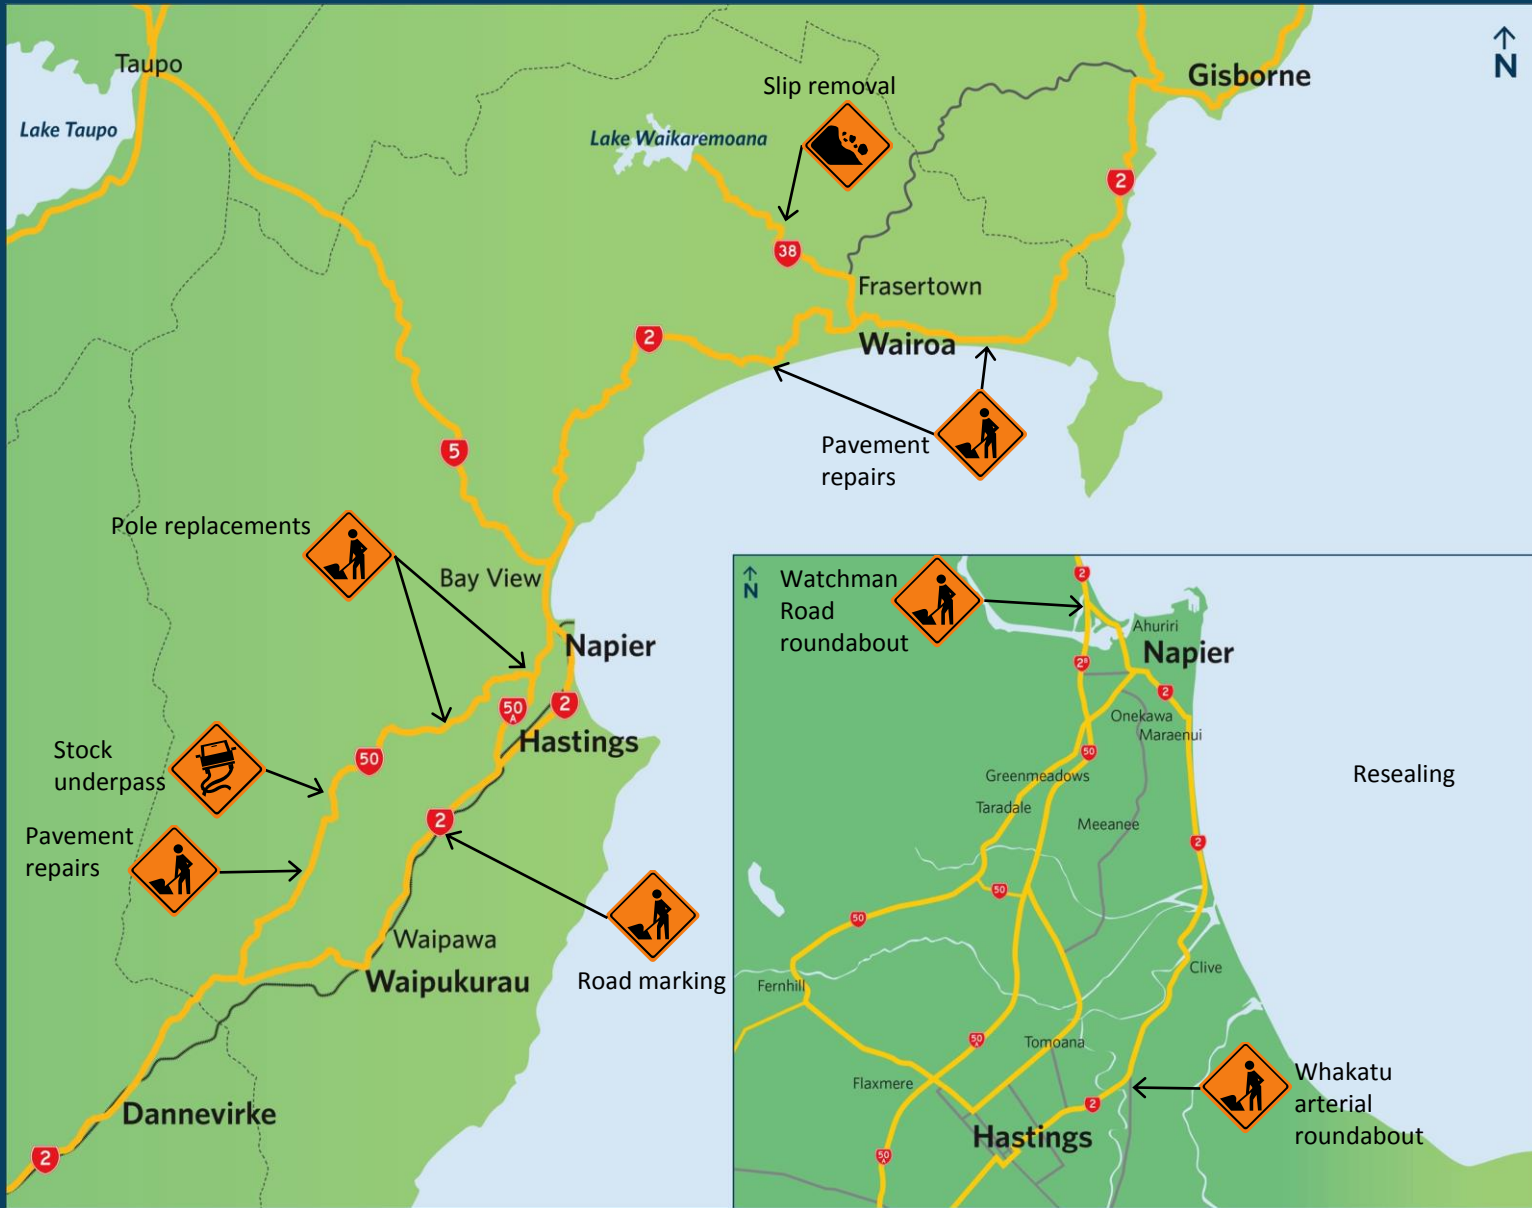 Taupo
Lake Taupo
Slip removal
Lake Waikaremoana
Gisborne
N
2
38
Frasertown
2
Wairoa
5
Pavement
repairs
Pole replacements
Bay View
Napier
50
A
2
Hastings
Stock
underpass
50
Pavement
repairs
2
Waipawa
Waipukurau
Road marking
Dannevirke
2
N
Watchman
Road
roundabout
2
Ahuriri
Napier
2B
2
Onekawa
Maraenui
50
Greenmeadows
Taradale
Meeanee
Resealing
2
50
50
Clive
Fernhill
50
A
Tomoana
Flaxmere
2
Hastings
50
A
Whakatu
arterial
roundabout